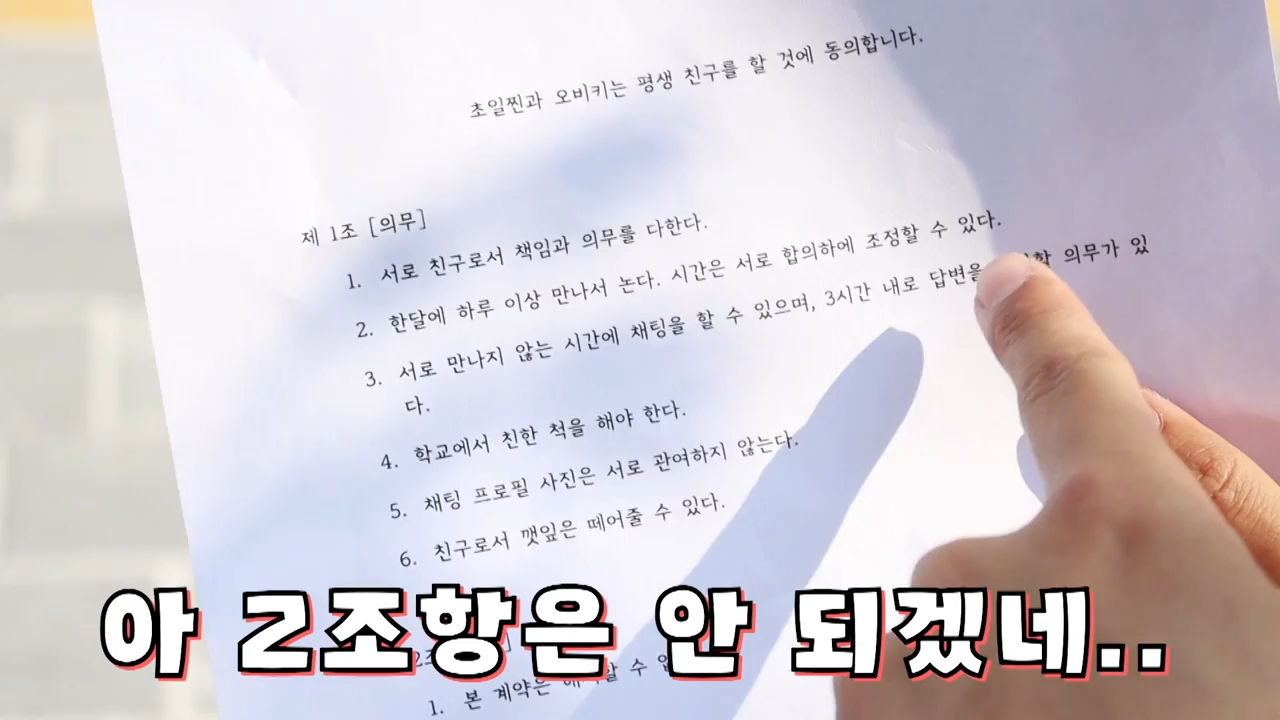 초일찐과 오비키는 평생 친구를 할 것에 동의합니다.
제 1조 [의무]
1. 서로 친구로서 책임과 의무를 다한다.
2. 한달에 하루 이상 만나서 논다. 시간은 서로 합의하에 조정할 수 있다.
3. 서로 만나지 않는 시간에 채팅을 할 수 있으며, 3시간 내로 답변을 의무가 있
다.
4. 학교에서 친한 척을 해야 한다.
5. 채팅 프로필 사진은 서로 관여하지 않는다.
6. 친구로서 깻잎은 떼어줄 수 있다.
아 2조항은 안 되겠네..
1. 본 계약은 수